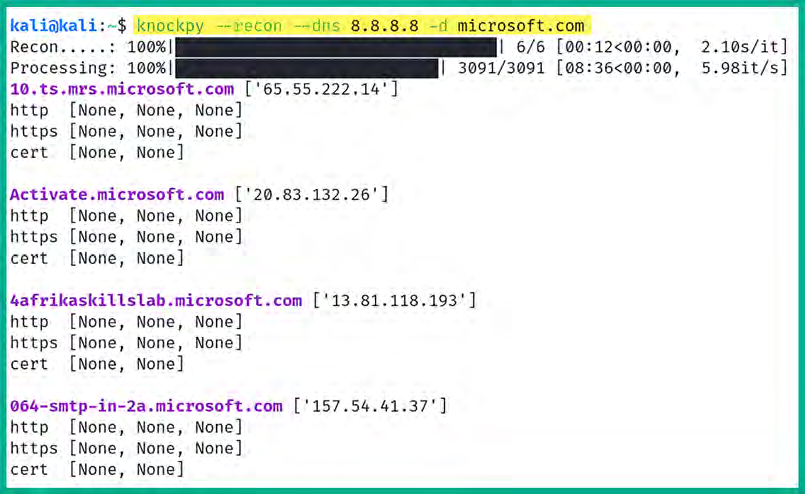 kali@kali:~$ knockpy --recon --dns 8.8.8.8 -d microsoft.com
Recon.....: 100%|| 6/6 [00:12<00:00, 2.10s/it]
Processing: 100%|| 3091/3091 [08:36<00:00, 5.98it/s]
10.ts.mrs.microsoft.com ['65.55.222.14']
http [None, None, None]
https [None, None, None]
cert [None, None]
Activate.microsoft.com ['20.83.132.26']
http [None, None, None]
https [None, None, None]
cert [None, None]
4afrikaskillslab.microsoft.com ['13.81.118.193']
http [None, None, None]
https [None, None, None]
cert [None, None]
064-smtp-in-2a.microsoft.com ['157.54.41.37']
http [None, None, None]
https [None, None, None]
cert [None, None]